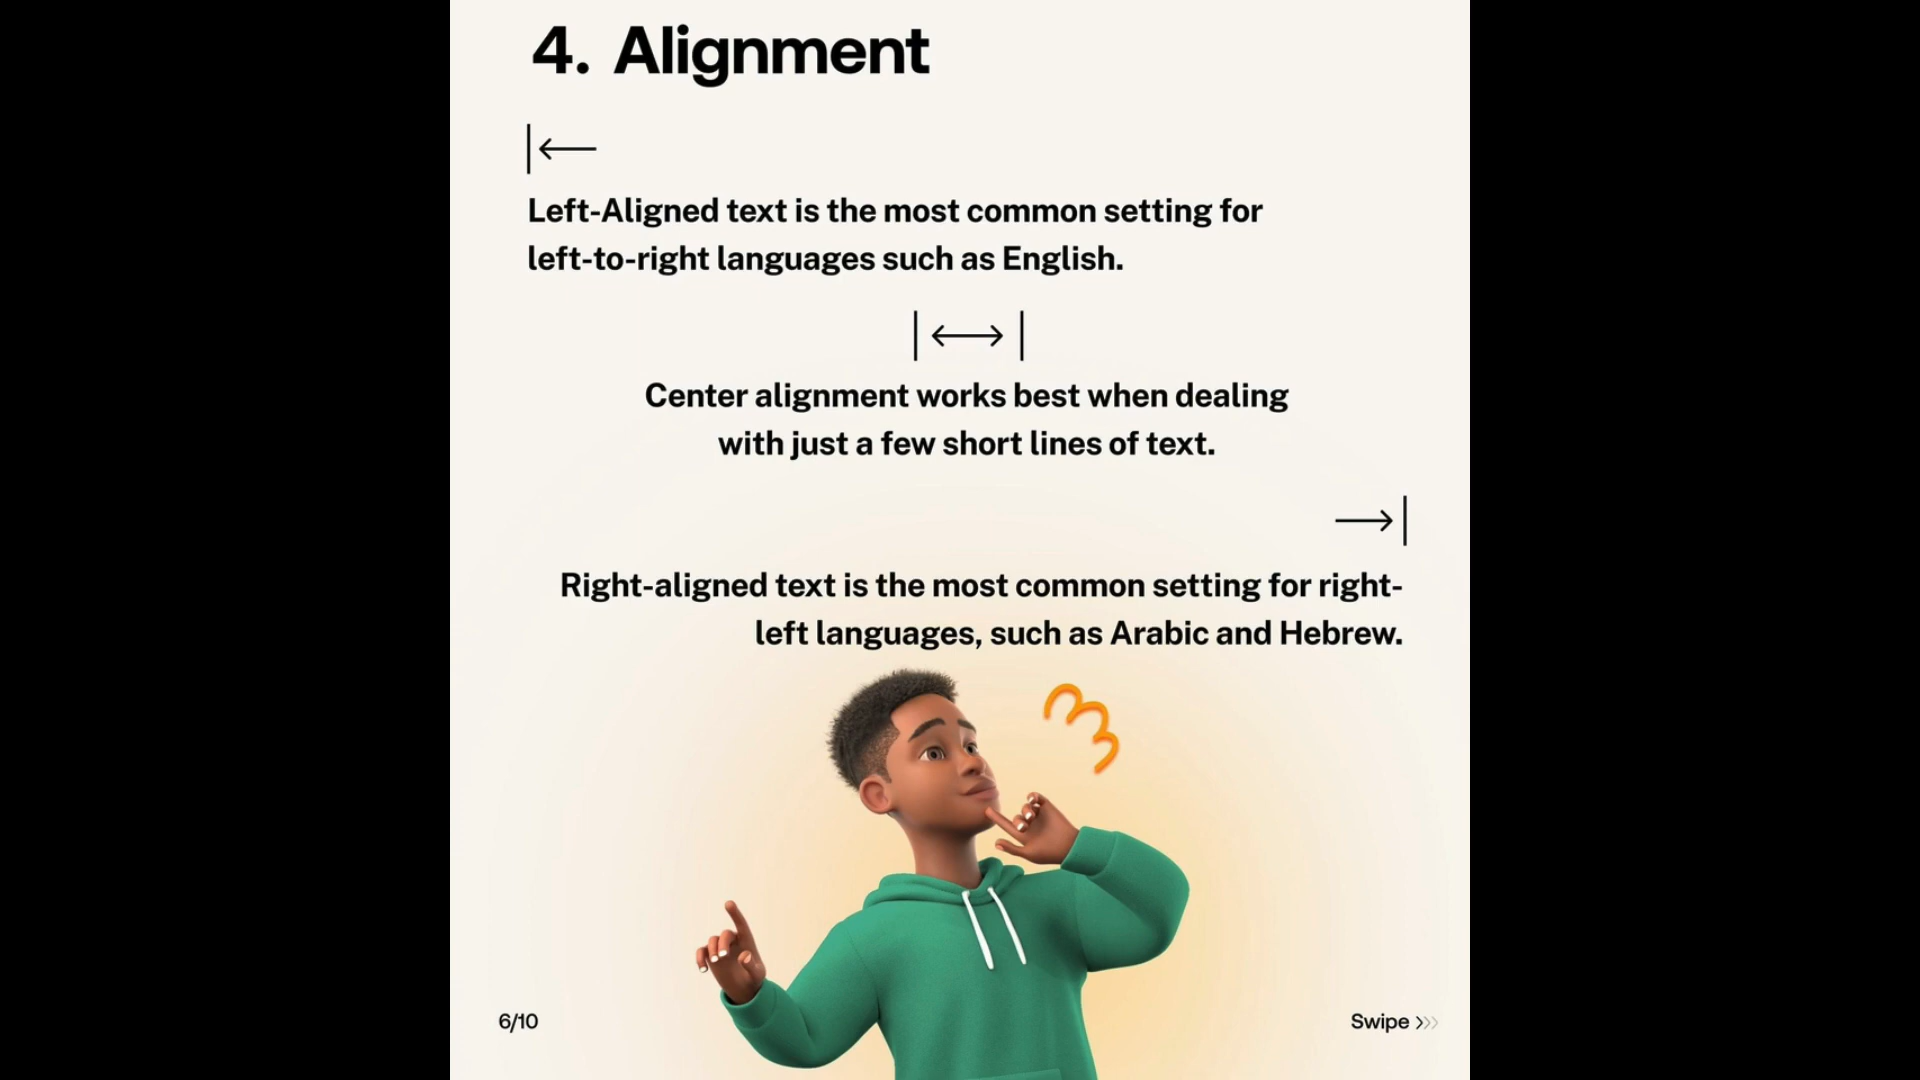 4. Alignment
Left-Aligned text is the most common setting for
left-to-right languages such as English.
Center alignment works best when dealing
with just a few short lines of text.
Right-aligned text is the most common setting for right-
left languages, such as Arabic and Hebrew.
6/10
Swipe